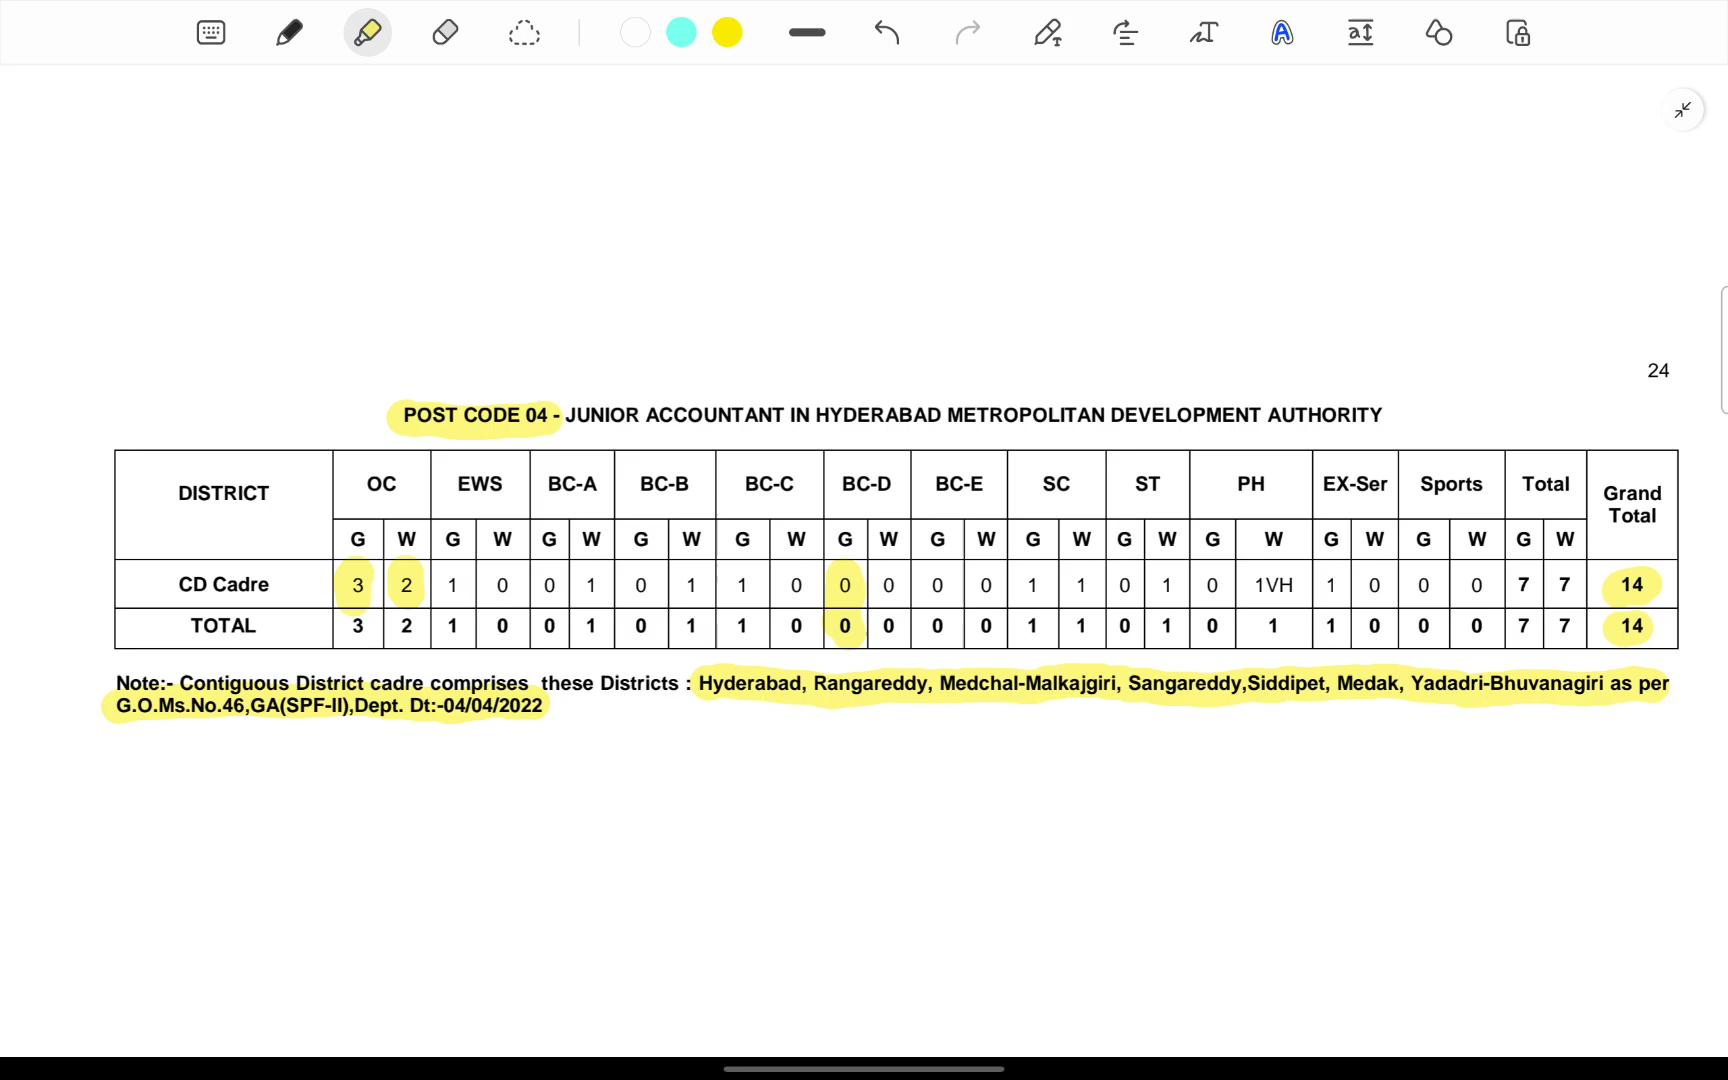 24
POST CODE 04 - JUNIOR ACCOUNTANT IN HYDERABAD METROPOLITAN DEVELOPMENT AUTHORITY
DISTRICT OC EWS BC-A BC-B BC-C BC-D BC-E SC ST PH EX-Ser Sports Total Grand Total
G W G W G W G W G W G W G W G W G W G W G W G W G W
CD Cadre 3 2 1 0 0 1 0 1 1 0 0 0 0 0 1 1 0 1 0 1VH 1 0 0 0 7 7 14
TOTAL 3 2 1 0 0 1 0 1 1 0 0 0 0 0 1 1 0 1 0 1 1 0 0 0 7 7 14
Note:- Contiguous District cadre comprises these Districts : Hyderabad, Rangareddy, Medchal-Malkajgiri, Sangareddy,Siddipet, Medak, Yadadri-Bhuvanagiri as per
G.O.Ms.No.46,GA(SPF-II),Dept. Dt:-04/04/2022